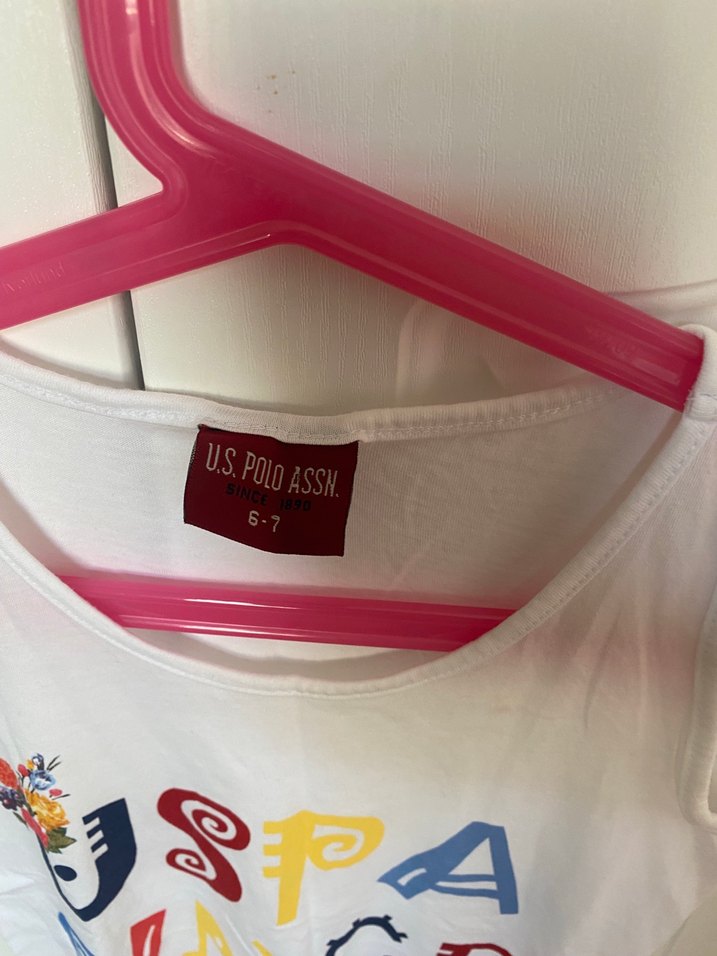 U.S. POLO ASSN.
SINCE 1890
6-7
USPA